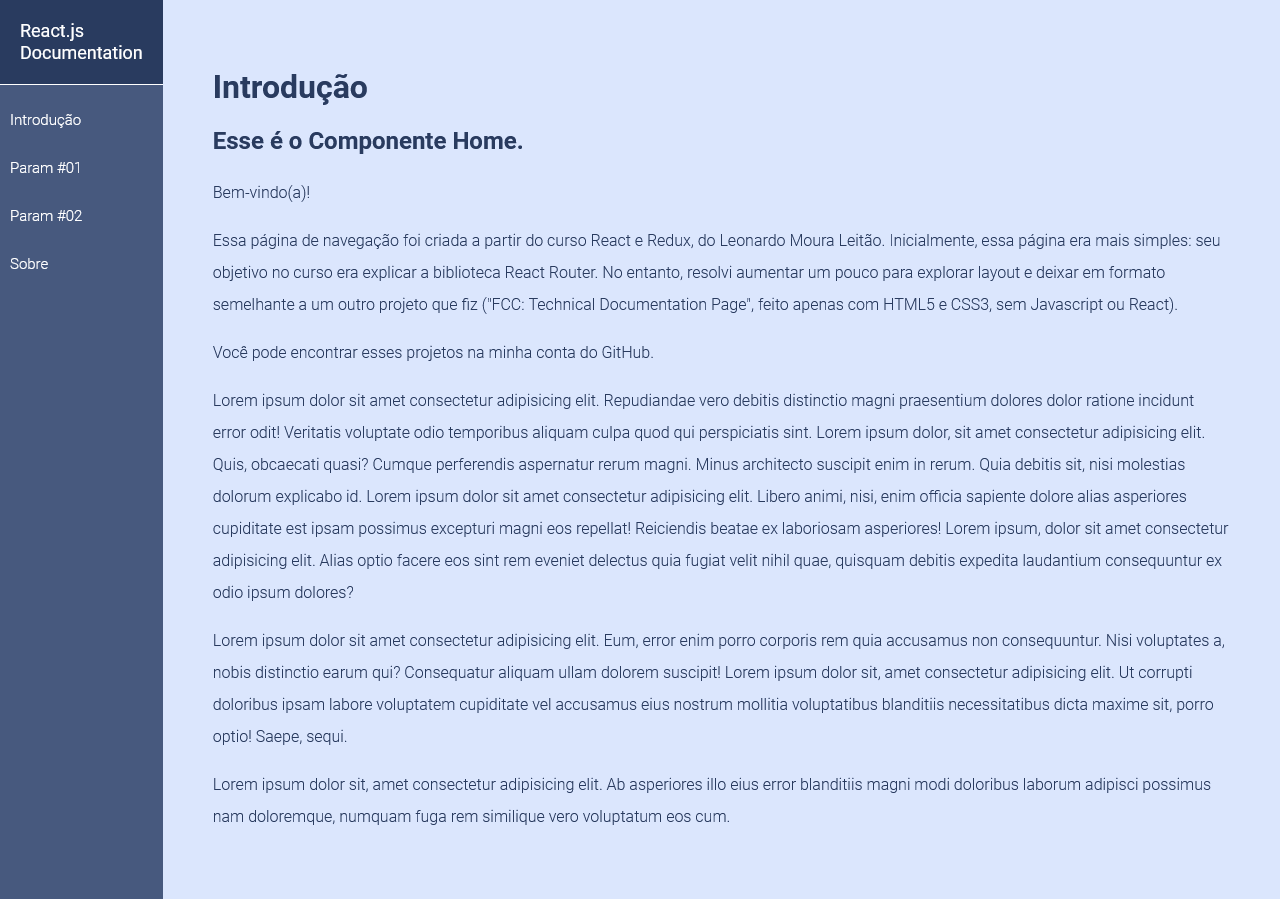 React.js
Documentation
Introdução
Param #01
Param #02
Sobre
Introdução
Esse é o Componente Home.
Bem-vindo(a)!
Essa página de navegação foi criada a partir do curso React e Redux, do Leonardo Moura Leitão. Inicialmente, essa página era mais simples: seu
objetivo no curso era explicar a biblioteca React Router. No entanto, resolvi aumentar um pouco para explorar layout e deixar em formato
semelhante a um outro projeto que fiz ("FCC: Technical Documentation Page", feito apenas com HTML5 e CSS3, sem Javascript ou React).
Você pode encontrar esses projetos na minha conta do GitHub.
Lorem ipsum dolor sit amet consectetur adipisicing elit. Repudiandae vero debitis distinctio magni praesentium dolores dolor ratione incidunt
error odit! Veritatis voluptate odio temporibus aliquam culpa quod qui perspiciatis sint. Lorem ipsum dolor, sit amet consectetur adipisicing elit.
Quis, obcaecati quasi? Cumque perferendis aspernatur rerum magni. Minus architecto suscipit enim in rerum. Quia debitis sit, nisi molestias
dolorum explicabo id. Lorem ipsum dolor sit amet consectetur adipisicing elit. Libero animi, nisi, enim officia sapiente dolore alias asperiores
cupiditate est ipsam possimus excepturi magni eos repellat! Reiciendis beatae ex laboriosam asperiores! Lorem ipsum, dolor sit amet consectetur
adipisicing elit. Alias optio facere eos sint rem eveniet delectus quia fugiat velit nihil quae, quisquam debitis expedita laudantium consequuntur ex
odio ipsum dolores?
Lorem ipsum dolor sit amet consectetur adipisicing elit. Eum, error enim porro corporis rem quia accusamus non consequuntur. Nisi voluptates a,
nobis distinctio earum qui? Consequatur aliquam ullam dolorem suscipit! Lorem ipsum dolor sit, amet consectetur adipisicing elit. Ut corrupti
doloribus ipsam labore voluptatem cupiditate vel accusamus eius nostrum mollitia voluptatibus blanditiis necessitatibus dicta maxime sit, porro
optio! Saepe, sequi.
Lorem ipsum dolor sit, amet consectetur adipisicing elit. Ab asperiores illo eius error blanditiis magni modi doloribus laborum adipisci possimus
nam doloremque, numquam fuga rem similique vero voluptatum eos cum.